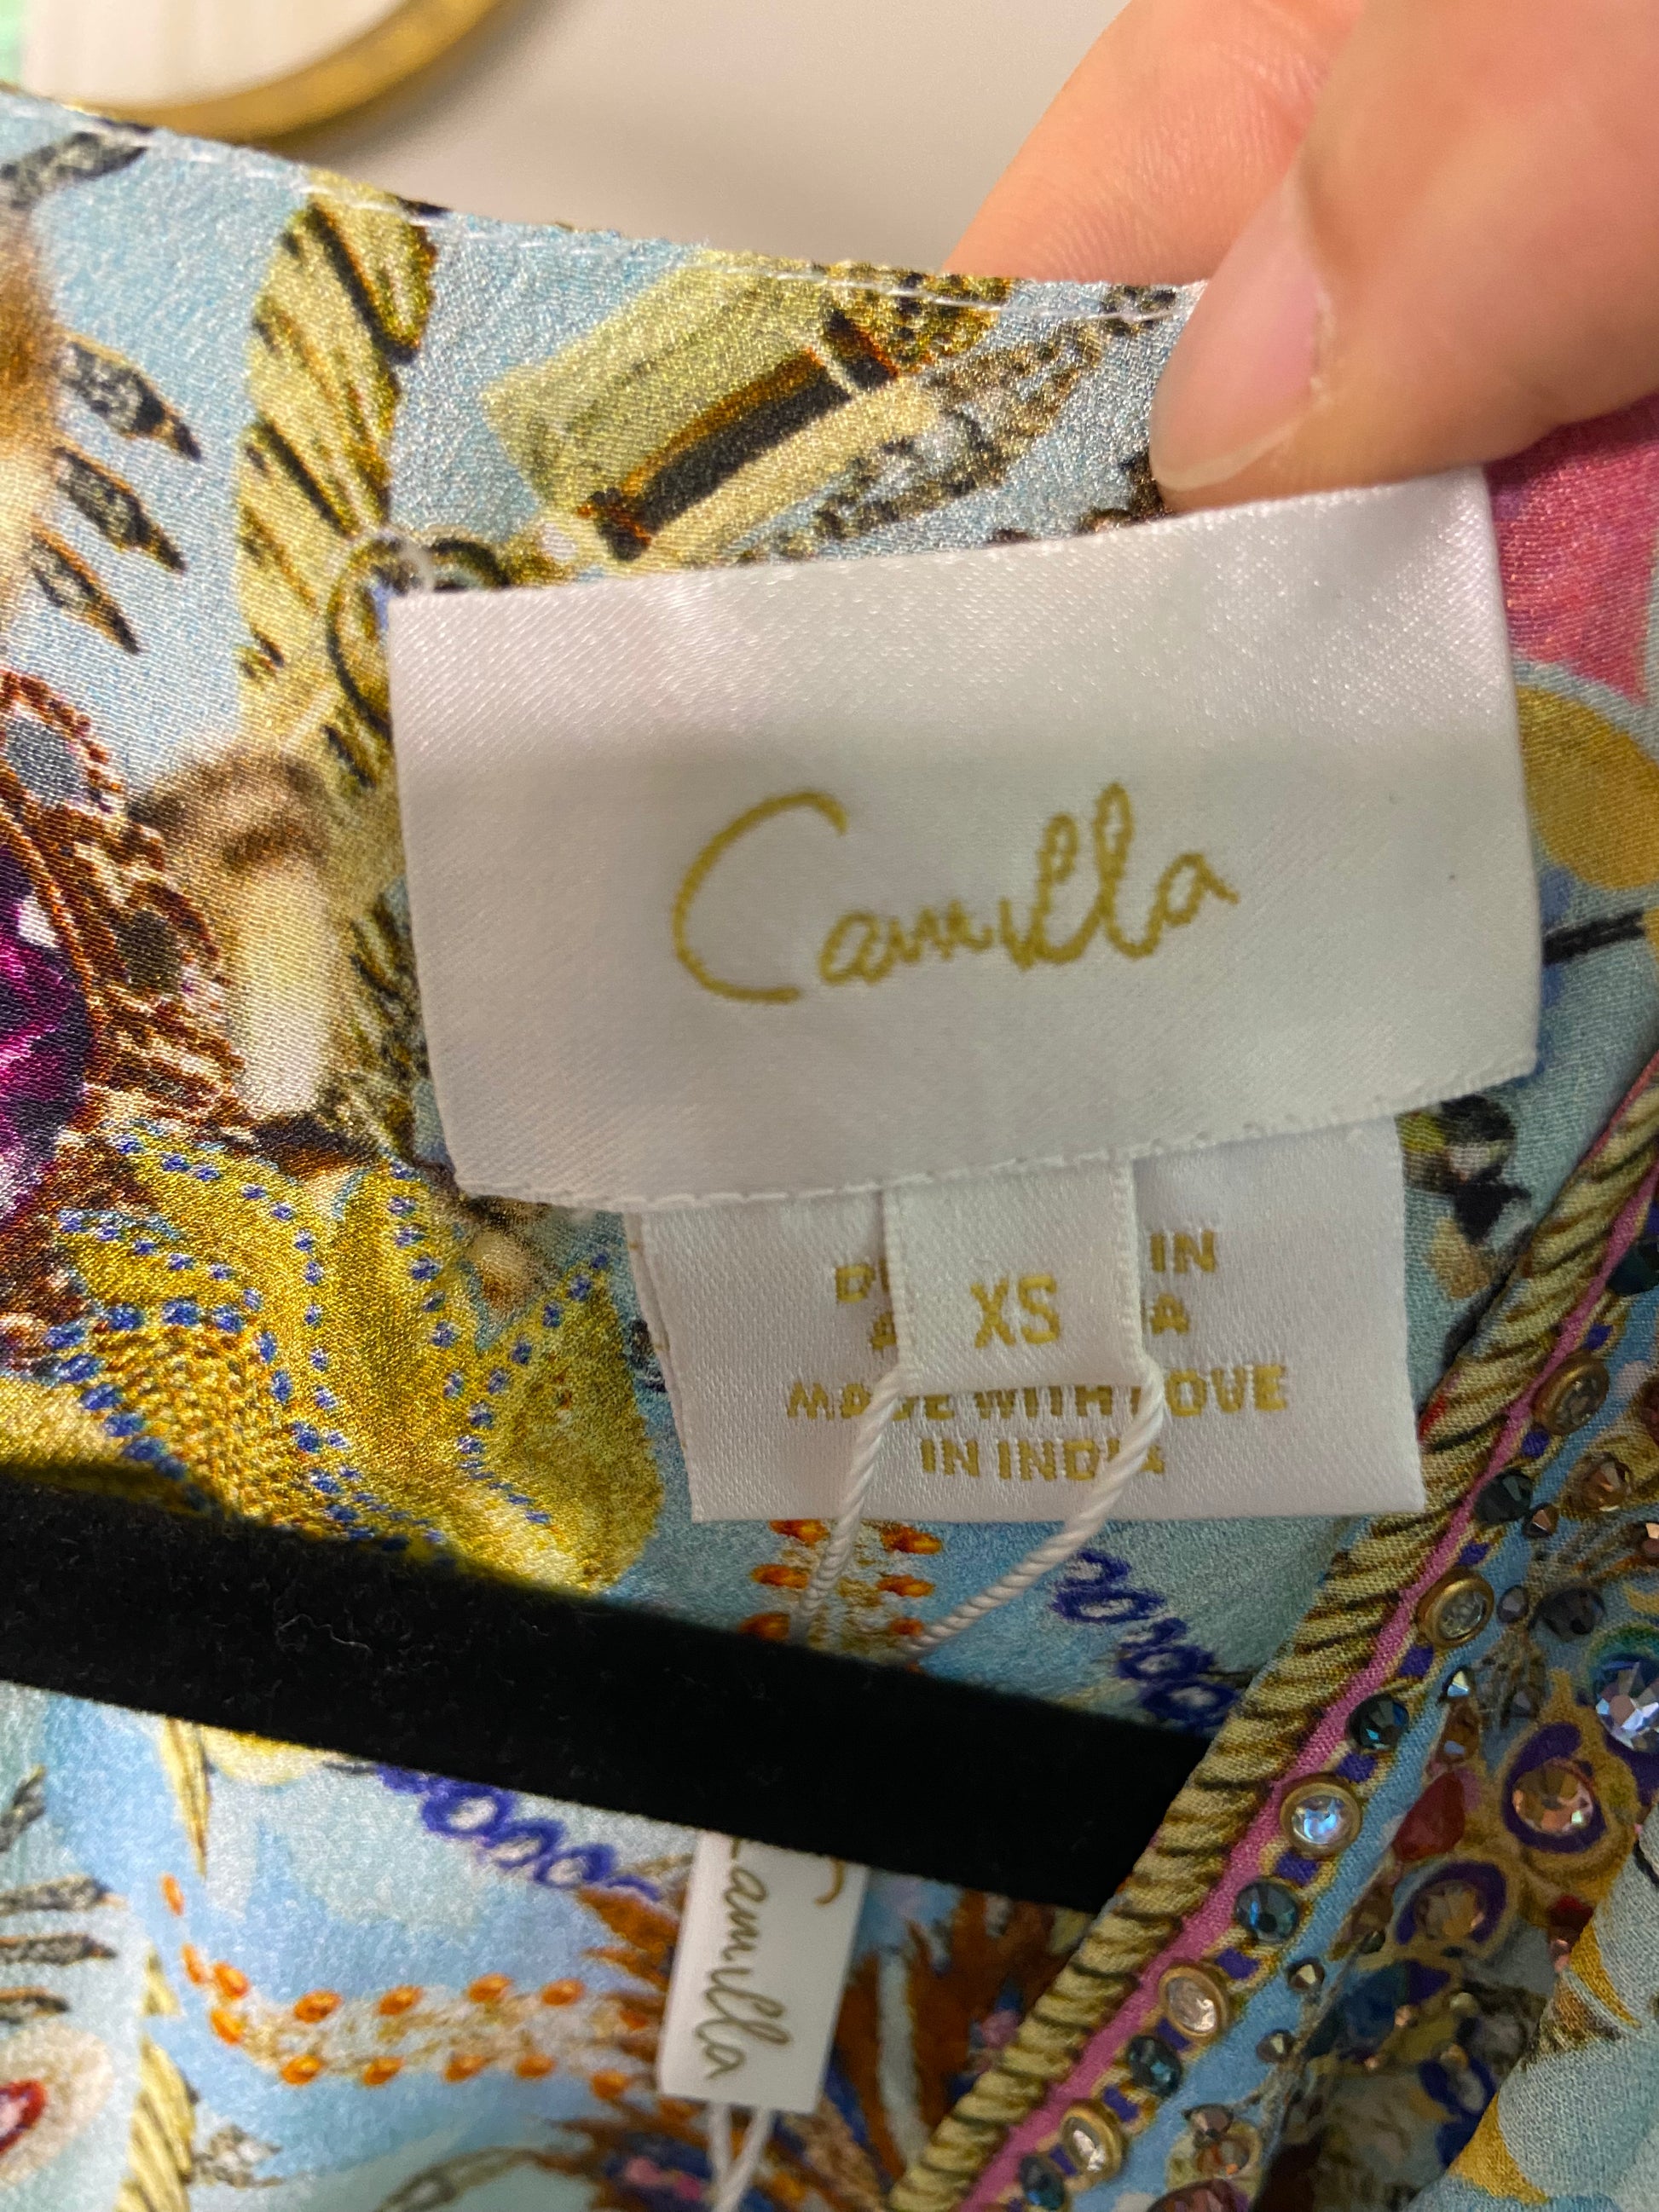 Camilla
XS
IN
MADE WITH LOVE
IN INDIA
Camilla